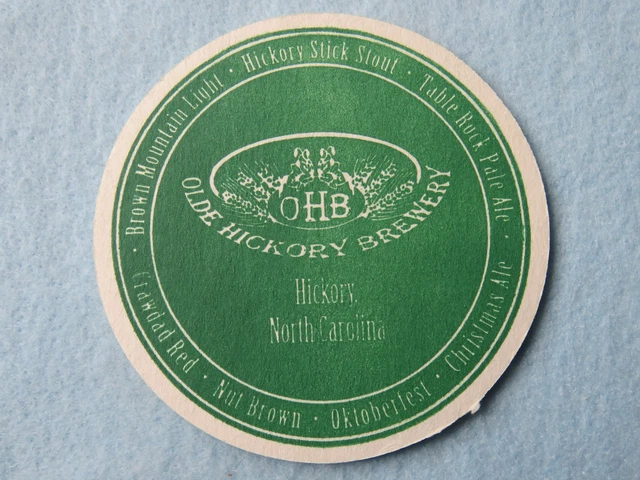 Brown Mountain Light · Hickory Stick Stout · Table Rock Pale Ale ·
Christmas Ale · Oktoberfest · Nut Brown · Crawdad Red ·
OHB
OLDE HICKORY BREWERY
Hickory,
North Carolina